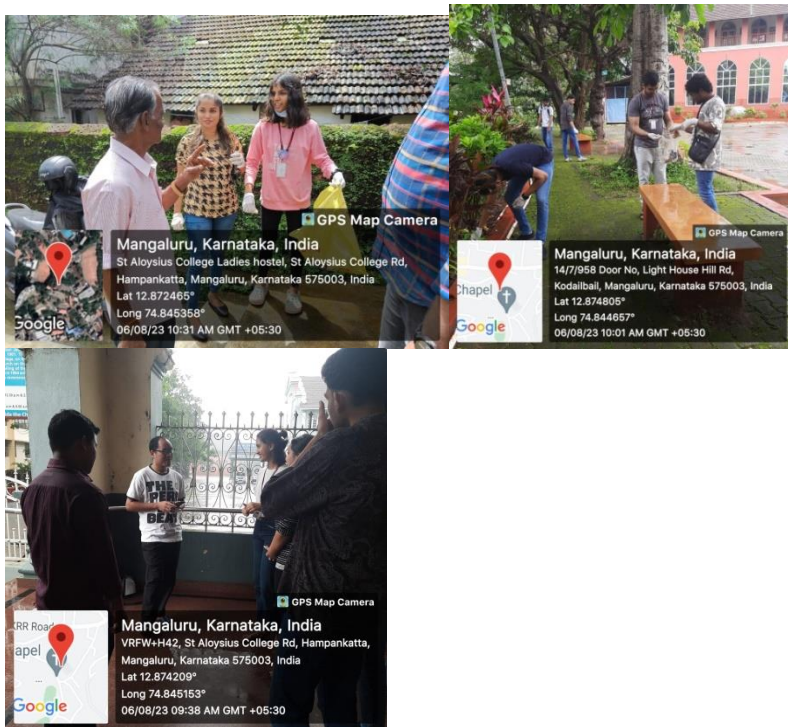 GPS Map Camera
Mangaluru, Karnataka, India
St Aloysius College Ladies hostel, St Aloysius College Rd,
Hampankatta, Mangaluru, Karnataka 575003, India
Lat 12.872465°
Long 74.845358°
06/08/23 10:31 AM GMT +05:30
Google
GPS Map Camera
Mangaluru, Karnataka, India
14/7/958 Door No, Light House Hill Rd,
Kodailbail, Mangaluru, Karnataka 575003, India
Lat 12.874805°
Long 74.844657°
06/08/23 10:01 AM GMT +05:30
Chapel
Google
THE
GPS Map Camera
Mangaluru, Karnataka, India
VRFW+H42, St Aloysius College Rd, Hampankatta,
Mangaluru, Karnataka 575003, India
Lat 12.874209°
Long 74.845153°
06/08/23 09:38 AM GMT +05:30
RR Road
apel
Google